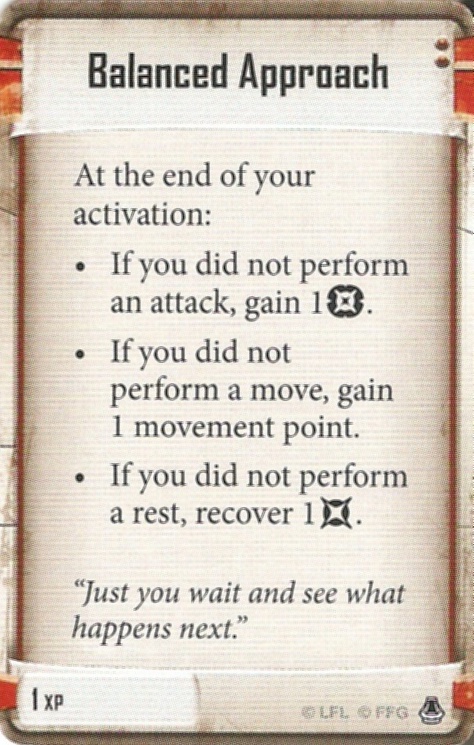 Balanced Approach
At the end of your
activation:
• If you did not perform
an attack, gain 1.
• If you did not
perform a move, gain
1 movement point.
• If you did not perform
a rest, recover 1.
“Just you wait and see what
happens next.”
1 XP
© LFL © FFG